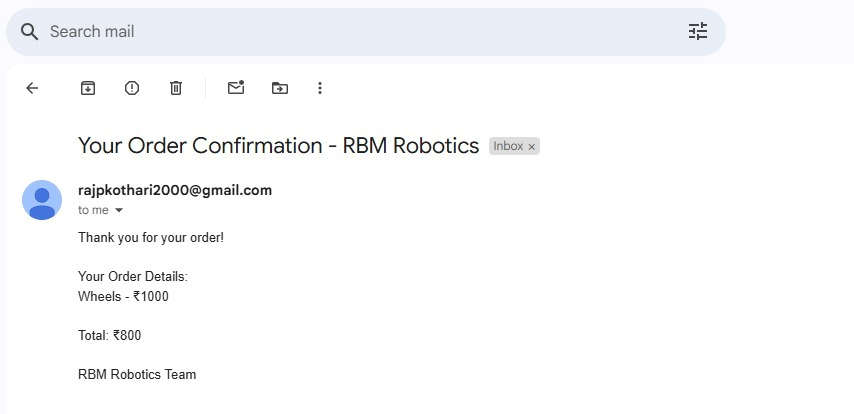 Search mail
Your Order Confirmation - RBM Robotics Inbox ×
rajpkothari2000@gmail.com
to me
Thank you for your order!
Your Order Details:
Wheels - ₹1000
Total: ₹800
RBM Robotics Team